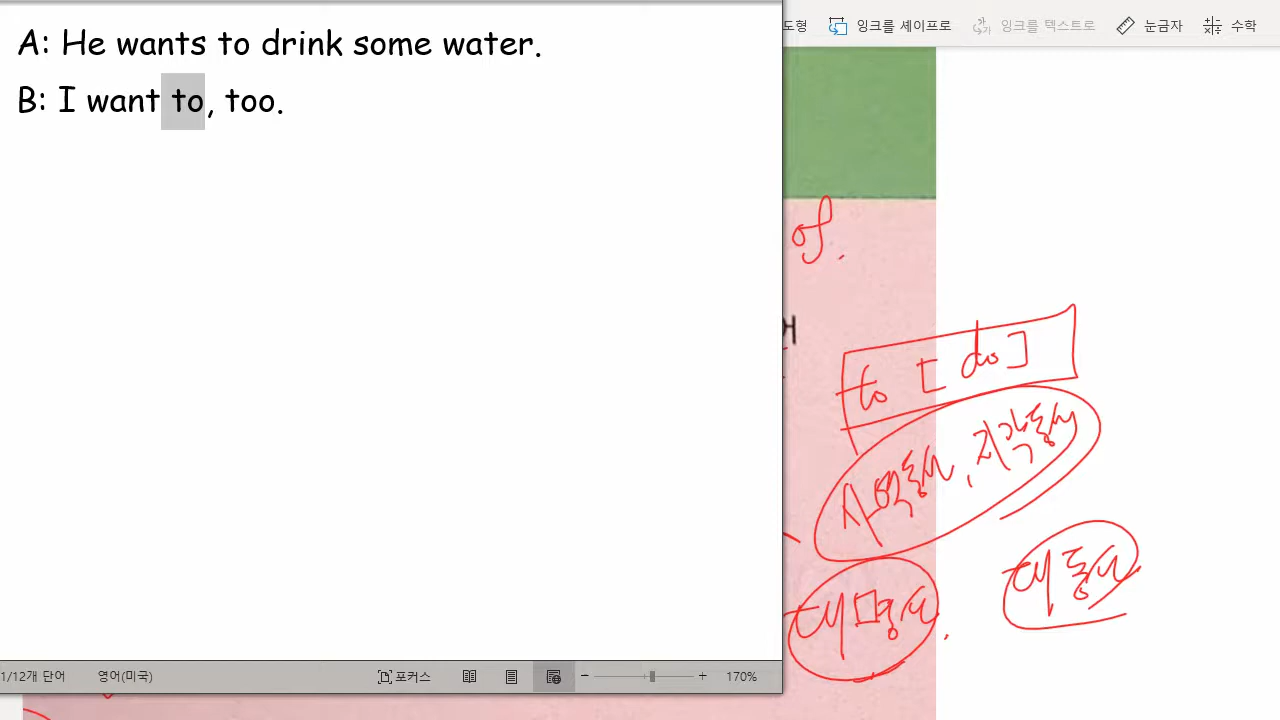 도형 잉크를 셰이프로 잉크를 텍스트로 눈금자 수학
A: He wants to drink some water.
B: I want to, too.
of.
어
to [do]
사역동사, 지각동사
대동사
대명사.
1/12개 단어 영어(미국) 포커스 170%